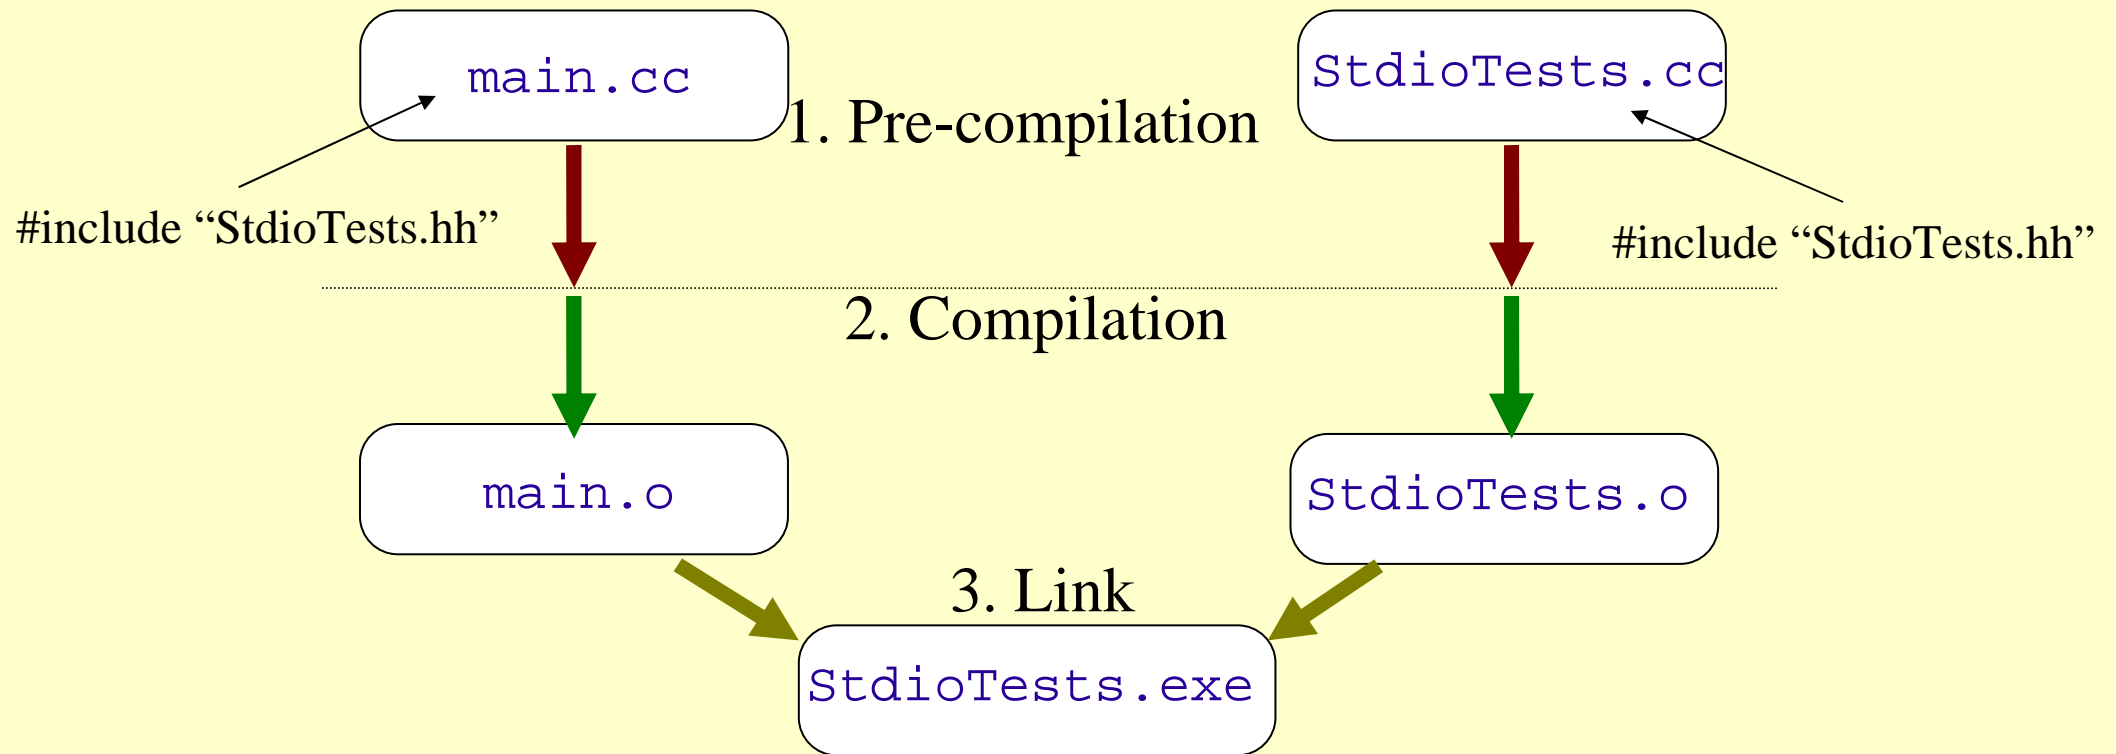 main.cc
StdioTests.cc
1. Pre-compilation
#include “StdioTests.hh”
#include “StdioTests.hh”
2. Compilation
main.o
StdioTests.o
3. Link
StdioTests.exe